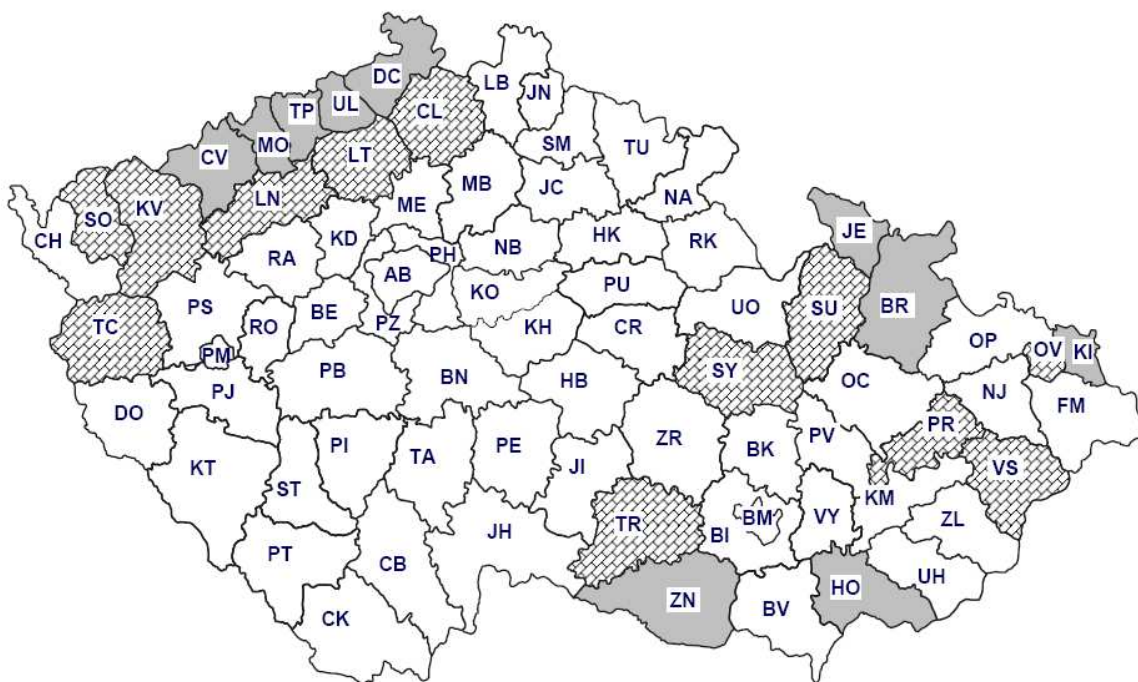 DC
LB
JN
UL
TP
CL
MO
SM
CV
LT
TU
MB
JC
KV
LN
ME
NA
SO
CH
KD
NB
HK
RK
JE
PH
RA
AB
KO
PU
PS
BE
UO
SU
BR
TC
RO
PZ
KH
CR
PM
OP
OV
KI
PB
BN
HB
SY
OC
PJ
NJ
FM
DO
PR
KT
PI
TA
PE
ZR
BK
PV
JI
VS
ST
KM
TR
BM
VY
ZL
JH
BI
PT
CB
UH
HO
ZN
BV
CK